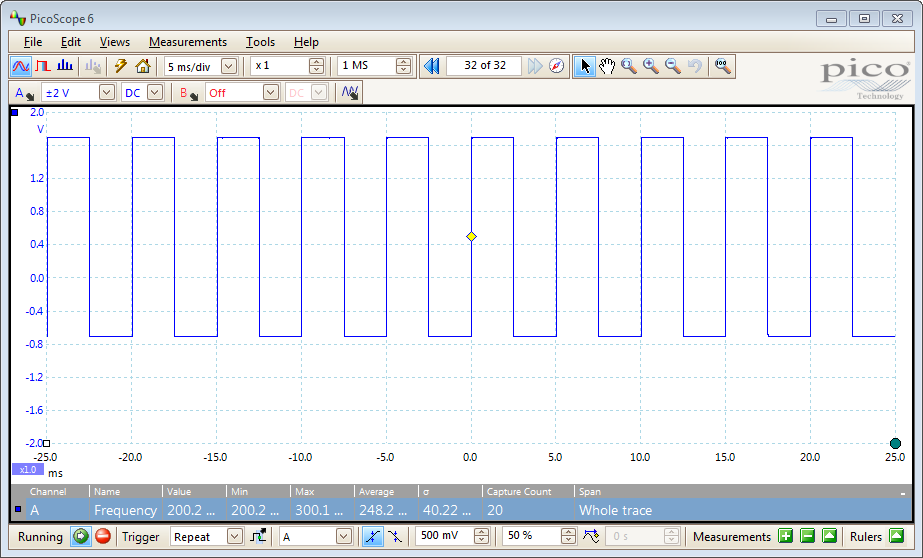 PicoScope 6
File Edit Views Measurements Tools Help
5 ms/div x 1 1 MS 32 of 32
pico
Technology
A ±2 V DC B Off DC
2.0
V
1.2
0.8
0.4
0.0
-0.4
-0.8
-1.2
-1.6
-2.0
-25.0 -20.0 -15.0 -10.0 -5.0 0.0 5.0 10.0 15.0 20.0 25.0
x1.0 ms
Channel Name Value Min Max Average σ Capture Count Span
A Frequency 200.2 ... 200.2 ... 300.1 ... 248.2 ... 40.22 ... 20 Whole trace
Running Trigger Repeat A 500 mV 50 % 0 s Measurements Rulers